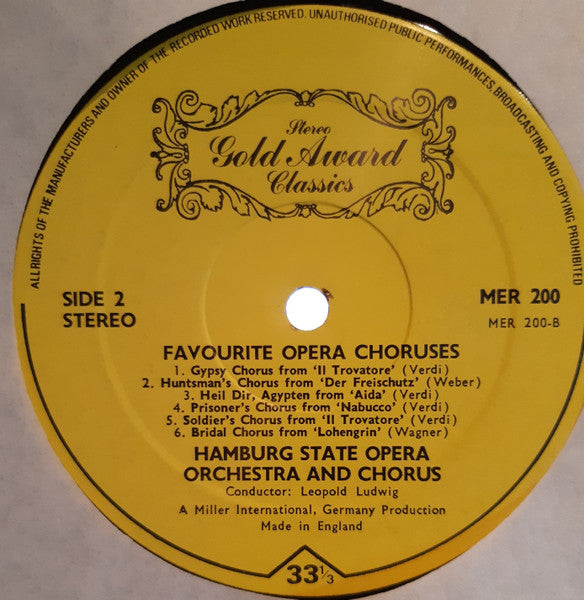 ALL RIGHTS OF THE MANUFACTURERS AND OWNER OF THE RECORDED WORK RESERVED. UNAUTHORISED PUBLIC PERFORMANCES, BROADCASTING AND COPYING PROHIBITED
Stereo
Gold Award
Classics
SIDE 2
STEREO
MER 200
MER 200-B
FAVOURITE OPERA CHORUSES
1. Gypsy Chorus from ‘Il Trovatore’ (Verdi)
2. Huntsman's Chorus from ‘Der Freischutz’ (Weber)
3. Heil Dir, Agypten from ‘Aida’ (Verdi)
4. Prisoner's Chorus from ‘Nabucco’ (Verdi)
5. Soldier's Chorus from ‘Il Trovatore’ (Verdi)
6. Bridal Chorus from ‘Lohengrin’ (Wagner)
HAMBURG STATE OPERA
ORCHESTRA AND CHORUS
Conductor: Leopold Ludwig
A Miller International, Germany Production
Made in England
33⅓